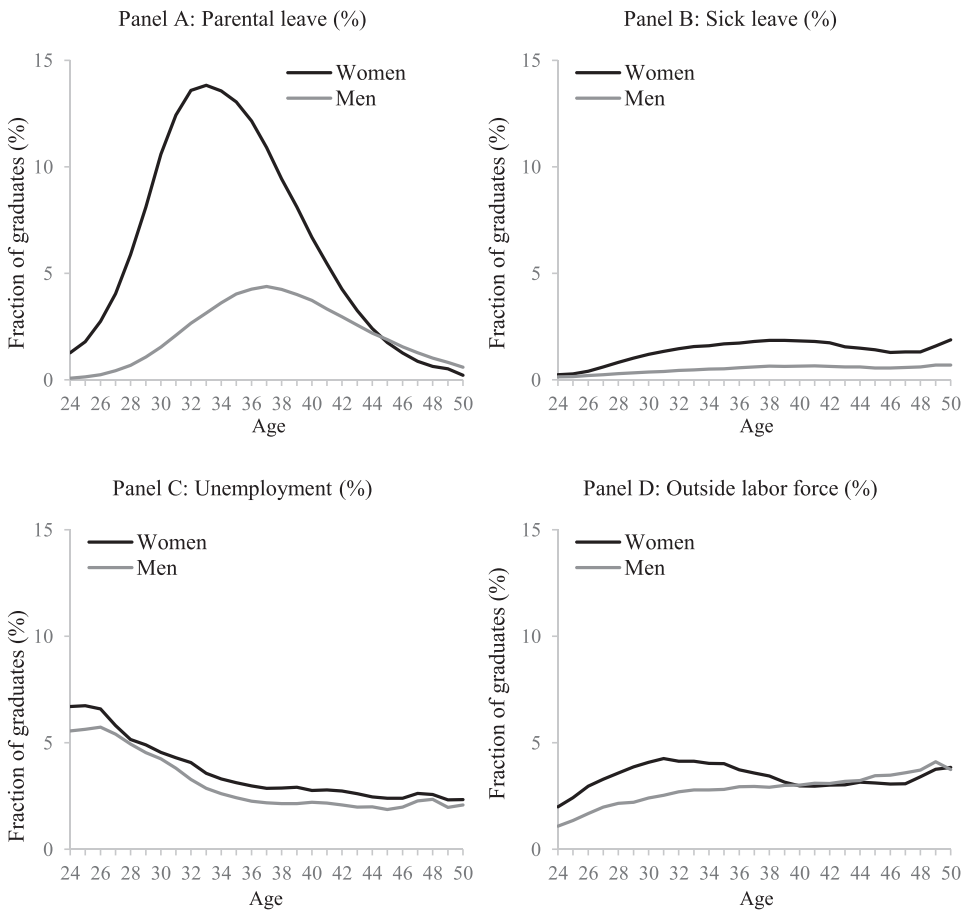 Panel A: Parental leave (%)
Fraction of graduates (%)
15
10
5
0
Women
Men
24 26 28 30 32 34 36 38 40 42 44 46 48 50
Age
Panel B: Sick leave (%)
Fraction of graduates (%)
15
10
5
0
Women
Men
24 26 28 30 32 34 36 38 40 42 44 46 48 50
Age
Panel C: Unemployment (%)
Fraction of graduates (%)
15
10
5
0
Women
Men
24 26 28 30 32 34 36 38 40 42 44 46 48 50
Age
Panel D: Outside labor force (%)
Fraction of graduates (%)
15
10
5
0
Women
Men
24 26 28 30 32 34 36 38 40 42 44 46 48 50
Age